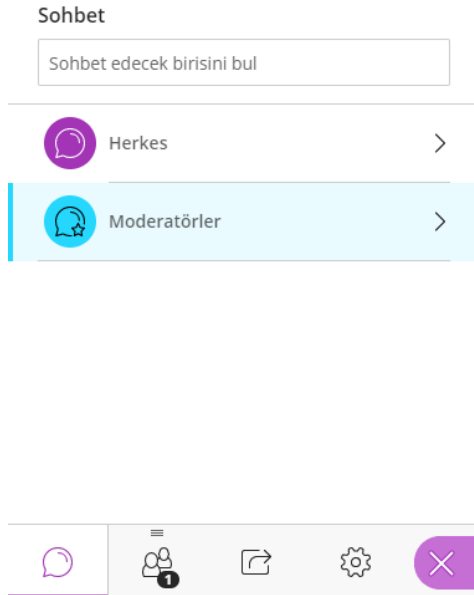 Sohbet
Sohbet edecek birisini bul
Herkes
Moderatörler
1